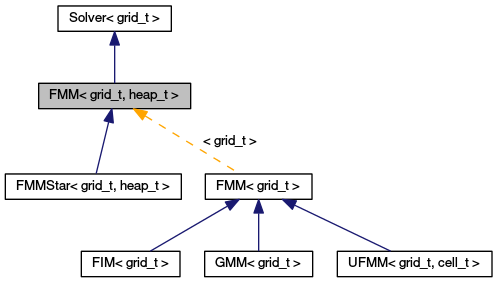 Solver< grid_t >
FMM< grid_t, heap_t >
< grid_t >
FMMStar< grid_t, heap_t >
FMM< grid_t >
FIM< grid_t >
GMM< grid_t >
UFMM< grid_t, cell_t >